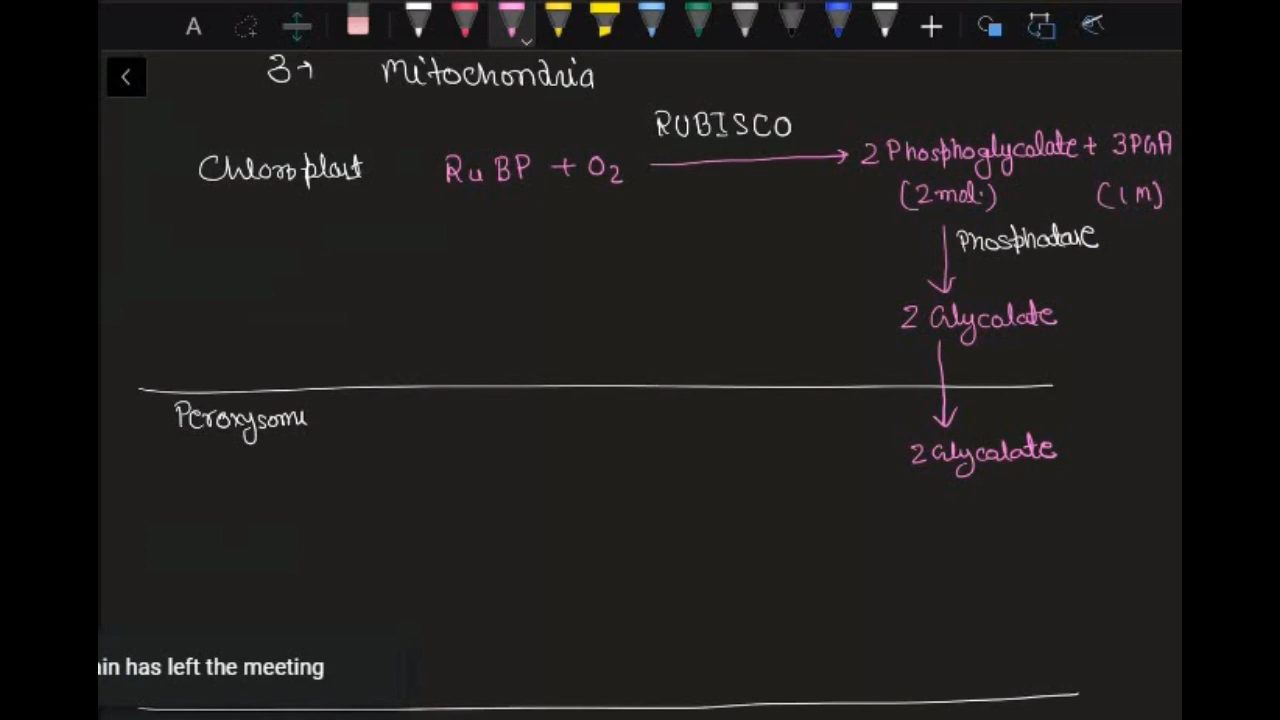 A
3→ Mitochondria
RUBISCO
Chloroplast RuBP + O2 → 2 Phosphoglycolate + 3PGA
(2 mol.) (1 M)
Phosphatase
2 Glycolate
Peroxysome
2 Glycolate
in has left the meeting